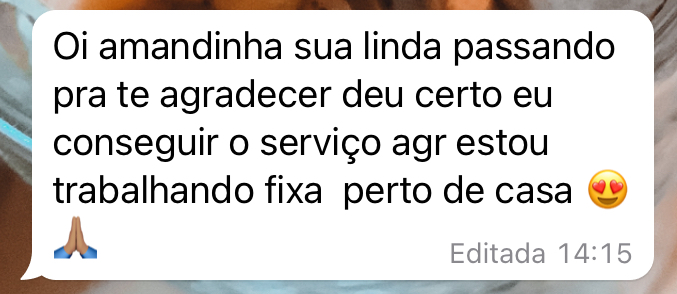 Oi amandinha sua linda passando
pra te agradecer deu certo eu
conseguir o serviço agr estou
trabalhando fixa  perto de casa 😍
🙏🏽
Editada 14:15